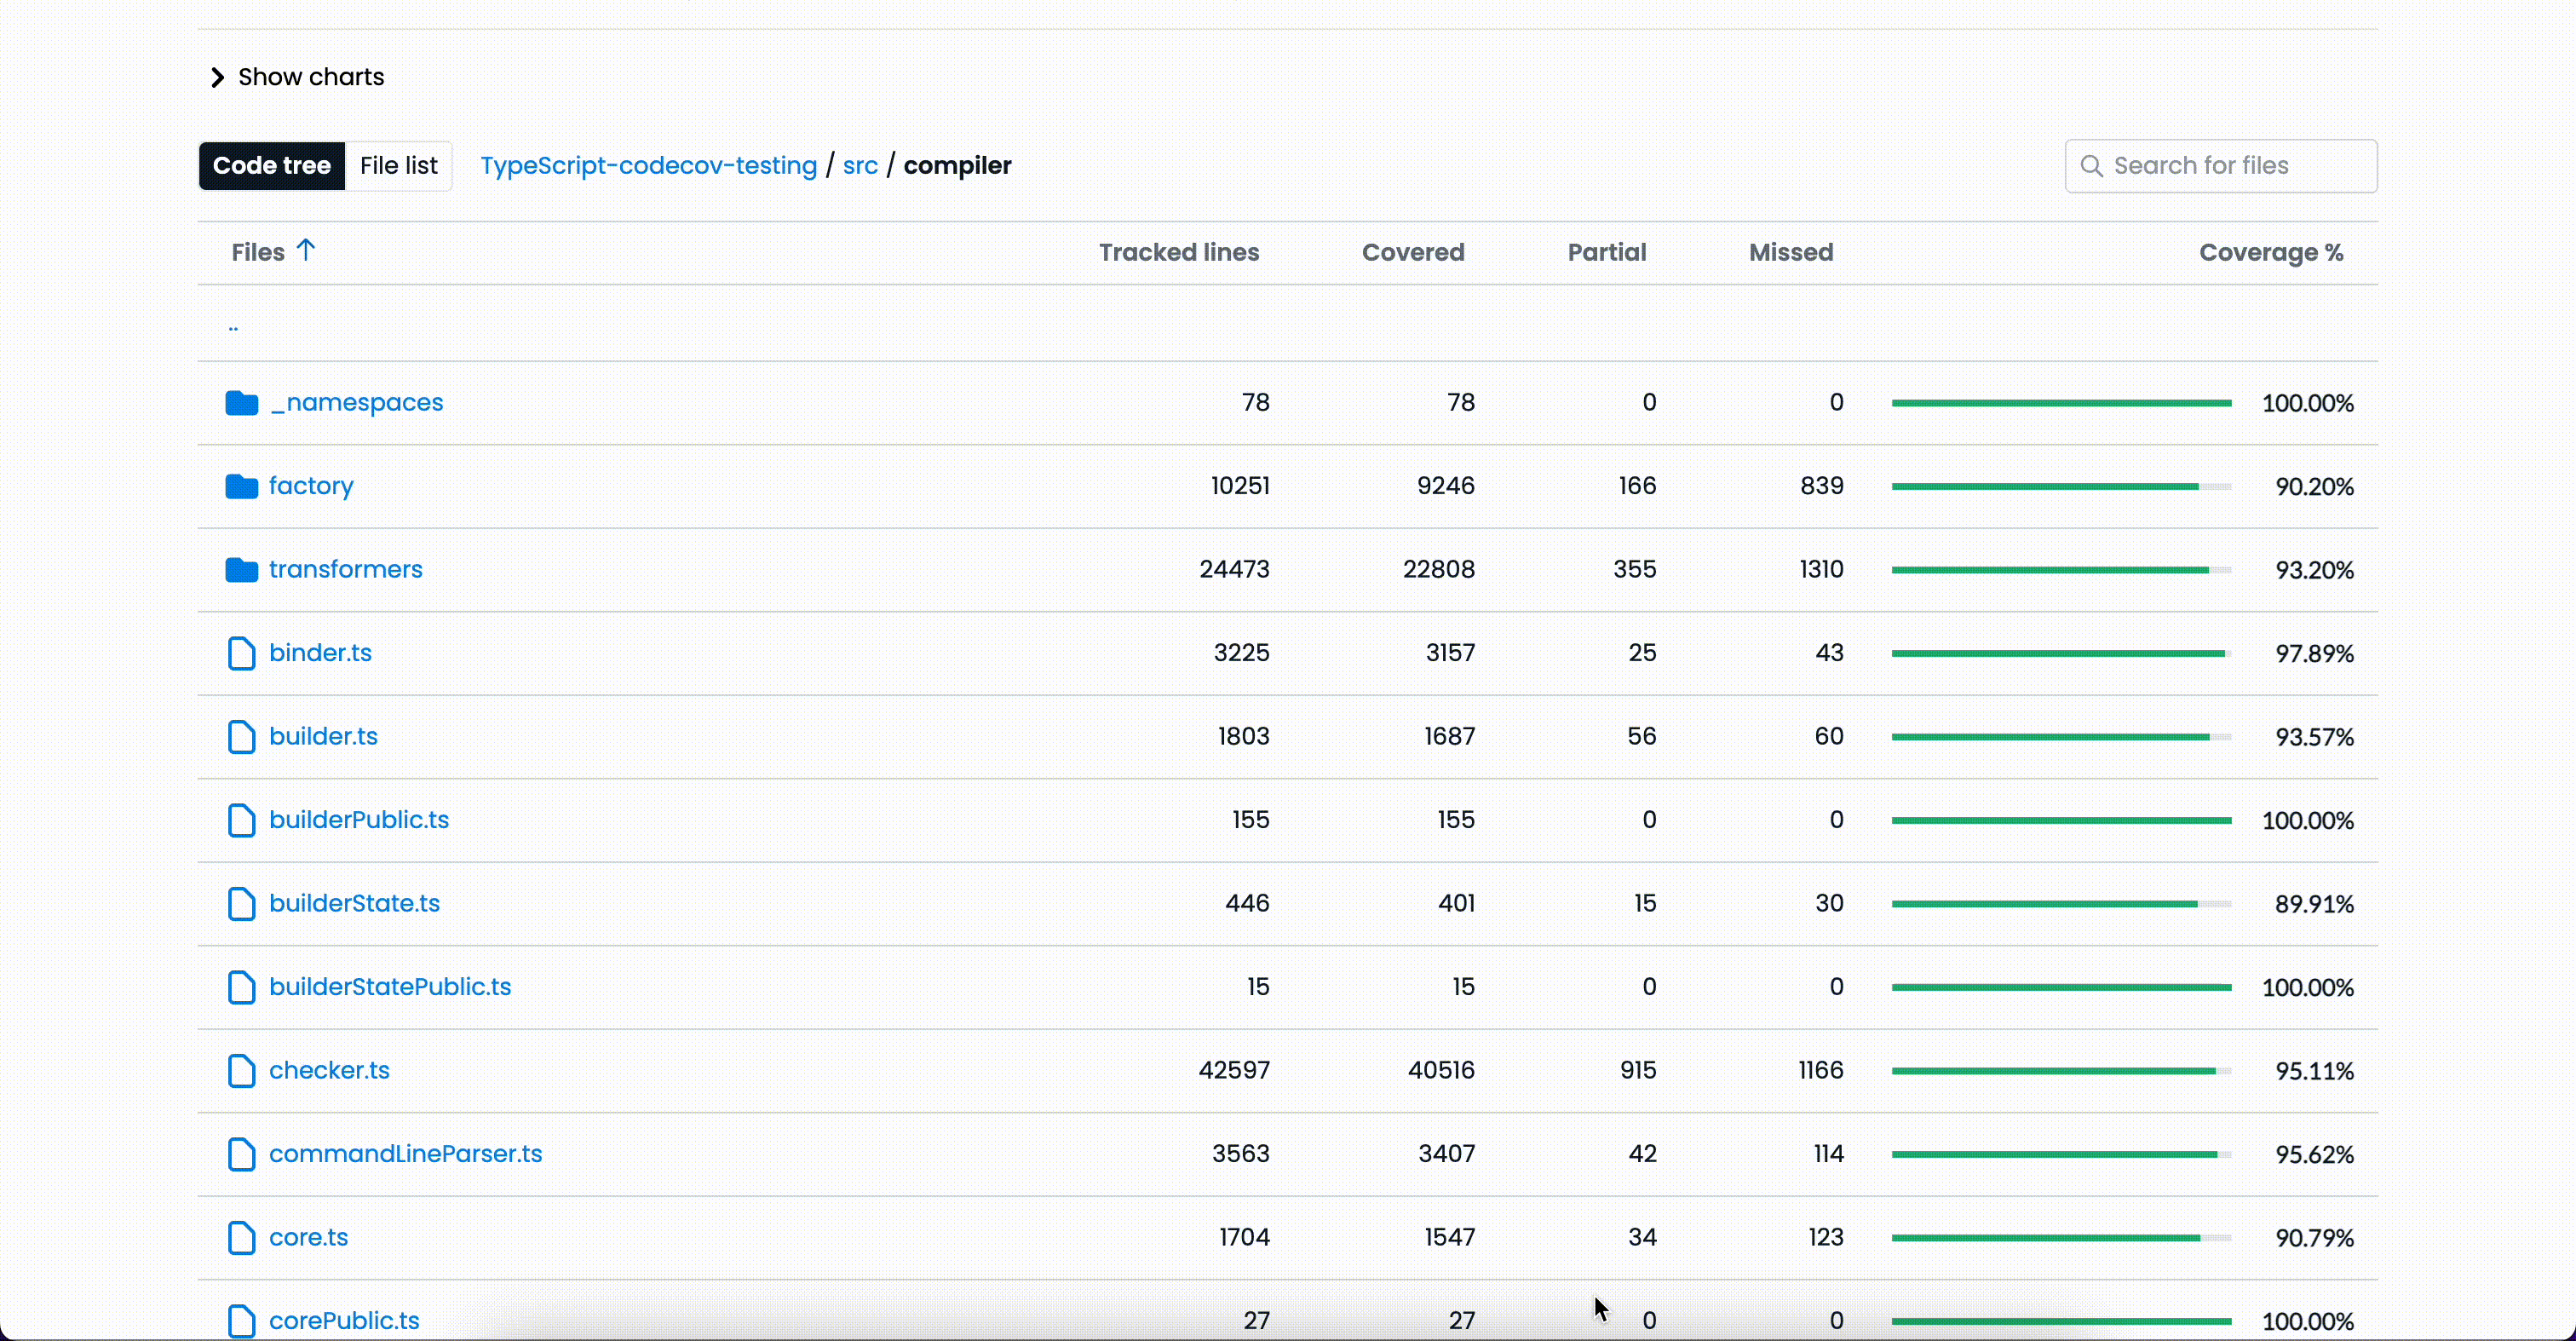 Show charts
Code tree File list TypeScript-codecov-testing / src / compiler Search for files
Files Tracked lines Covered Partial Missed Coverage %
..
_namespaces 78 78 0 0 100.00%
factory 10251 9246 166 839 90.20%
transformers 24473 22808 355 1310 93.20%
binder.ts 3225 3157 25 43 97.89%
builder.ts 1803 1687 56 60 93.57%
builderPublic.ts 155 155 0 0 100.00%
builderState.ts 446 401 15 30 89.91%
builderStatePublic.ts 15 15 0 0 100.00%
checker.ts 42597 40516 915 1166 95.11%
commandLineParser.ts 3563 3407 42 114 95.62%
core.ts 1704 1547 34 123 90.79%
corePublic.ts 27 27 0 0 100.00%